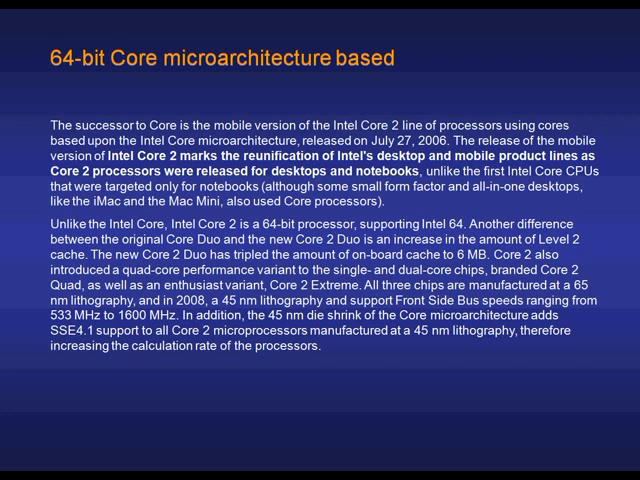 64-bit Core microarchitecture based
The successor to Core is the mobile version of the Intel Core 2 line of processors using cores
based upon the Intel Core microarchitecture, released on July 27, 2006. The release of the mobile
version of Intel Core 2 marks the reunification of Intel's desktop and mobile product lines as
Core 2 processors were released for desktops and notebooks, unlike the first Intel Core CPUs
that were targeted only for notebooks (although some small form factor and all-in-one desktops,
like the iMac and the Mac Mini, also used Core processors).
Unlike the Intel Core, Intel Core 2 is a 64-bit processor, supporting Intel 64. Another difference
between the original Core Duo and the new Core 2 Duo is an increase in the amount of Level 2
cache. The new Core 2 Duo has tripled the amount of on-board cache to 6 MB. Core 2 also
introduced a quad-core performance variant to the single- and dual-core chips, branded Core 2
Quad, as well as an enthusiast variant, Core 2 Extreme. All three chips are manufactured at a 65
nm lithography, and in 2008, a 45 nm lithography and support Front Side Bus speeds ranging from
533 MHz to 1600 MHz. In addition, the 45 nm die shrink of the Core microarchitecture adds
SSE4.1 support to all Core 2 microprocessors manufactured at a 45 nm lithography, therefore
increasing the calculation rate of the processors.